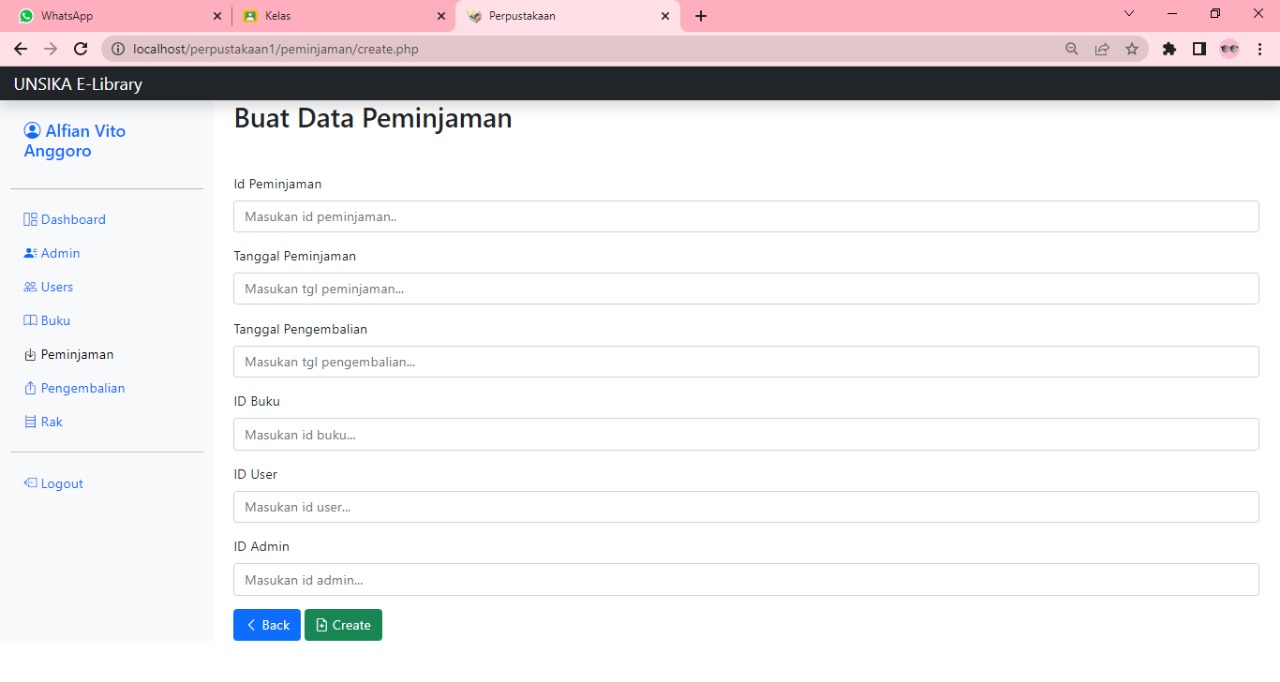 WhatsApp
Kelas
Perpustakaan
localhost/perpustakaan1/peminjaman/create.php
UNSIKA E-Library
Alfian Vito
Anggoro
Dashboard
Admin
Users
Buku
Peminjaman
Pengembalian
Rak
Logout
Buat Data Peminjaman
Id Peminjaman
Masukan id peminjaman..
Tanggal Peminjaman
Masukan tgl peminjaman...
Tanggal Pengembalian
Masukan tgl pengembalian...
ID Buku
Masukan id buku...
ID User
Masukan id user...
ID Admin
Masukan id admin...
Back
Create